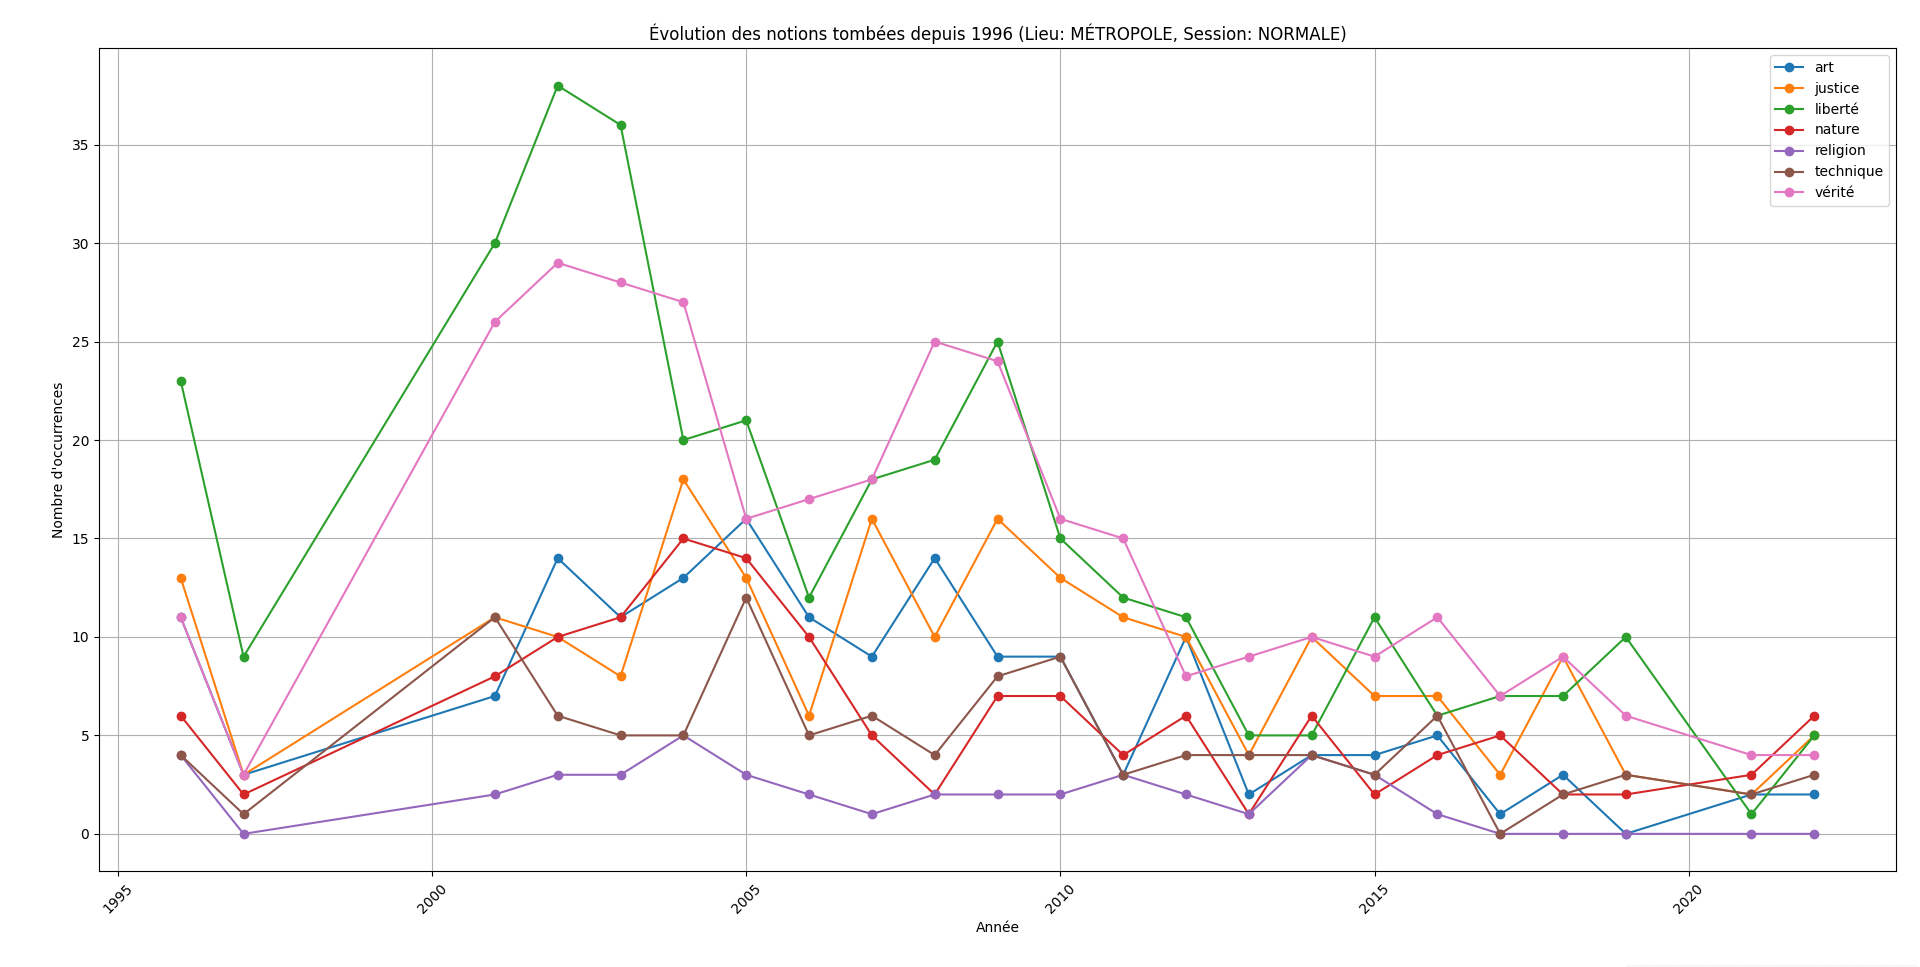 Évolution des notions tombées depuis 1996 (Lieu: MÉTROPOLE, Session: NORMALE)
art
justice
liberté
nature
religion
technique
vérité
Nombre d'occurrences
35
30
25
20
15
10
5
0
1995
2000
2005
2010
2015
2020
Année